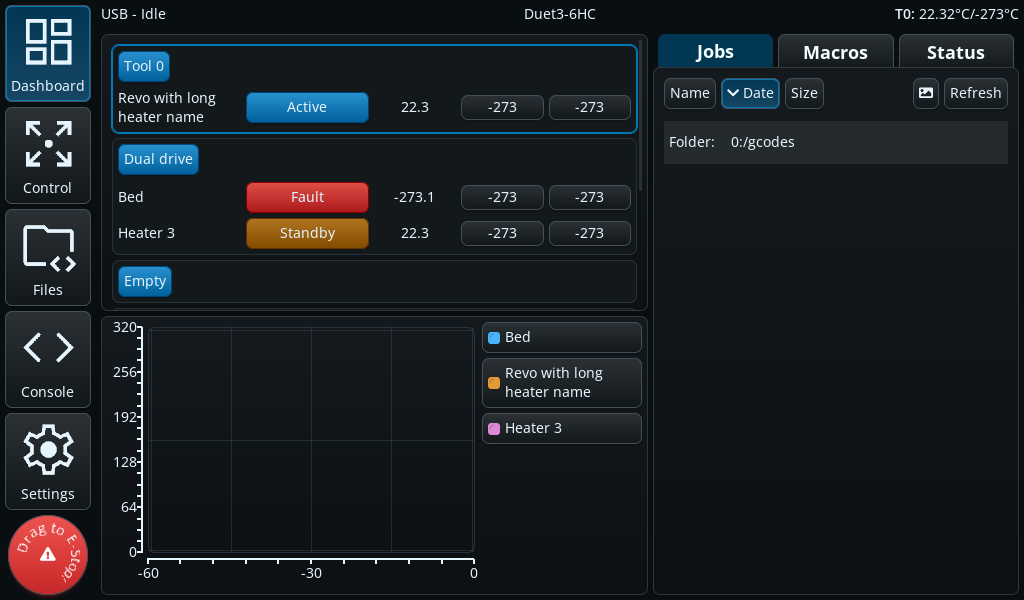 USB - Idle
Duet3-6HC
T0: 22.32°C/-273°C
Dashboard
Control
Files
Console
Settings
Drag to E-Stop!
Tool 0
Revo with long
heater name
Active
22.3
-273
-273
Dual drive
Bed
Fault
-273.1
-273
-273
Heater 3
Standby
22.3
-273
-273
Empty
320
256
192
128
64
0
-60
-30
0
Bed
Revo with long
heater name
Heater 3
Jobs
Macros
Status
Name
Date
Size
Refresh
Folder:
0:/gcodes